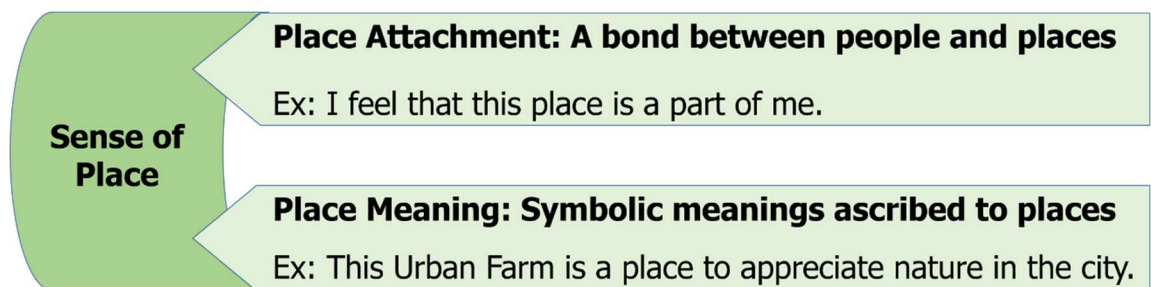 Sense of
Place
Place Attachment: A bond between people and places
Ex: I feel that this place is a part of me.
Place Meaning: Symbolic meanings ascribed to places
Ex: This Urban Farm is a place to appreciate nature in the city.